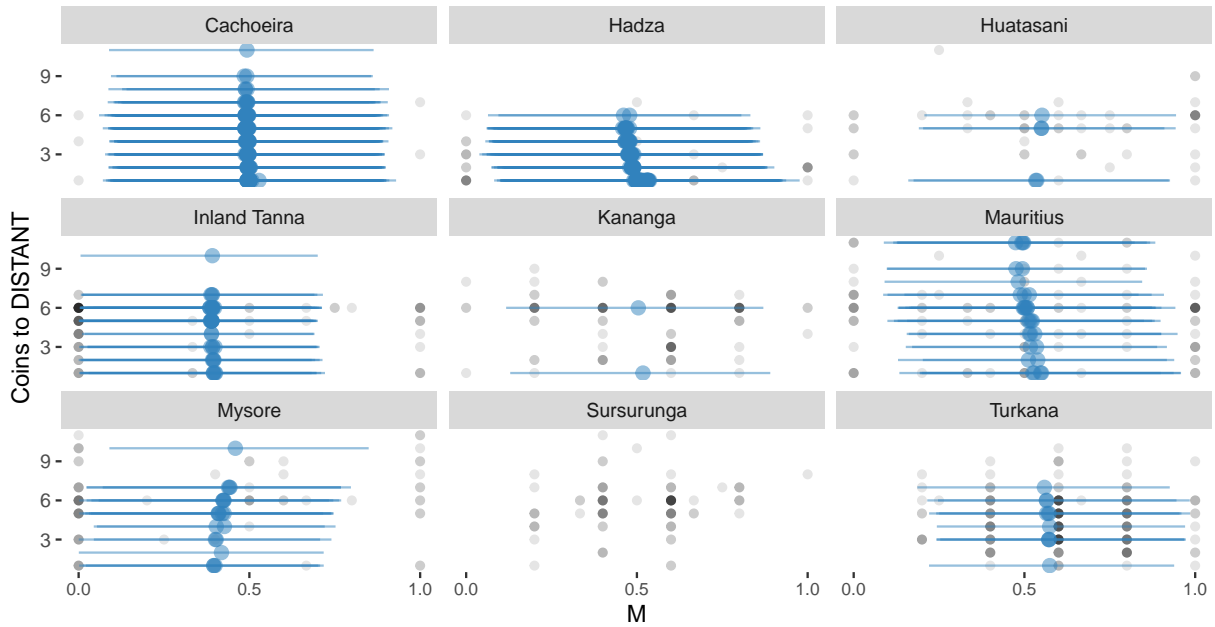 Cachoeira Hadza Huatasani
9
6
3
Inland Tanna Kananga Mauritius
9
6
3
Mysore Sursurunga Turkana
9
6
3
0.0 0.5 1.0 0.0 0.5 1.0 0.0 0.5 1.0
M
Coins to DISTANT